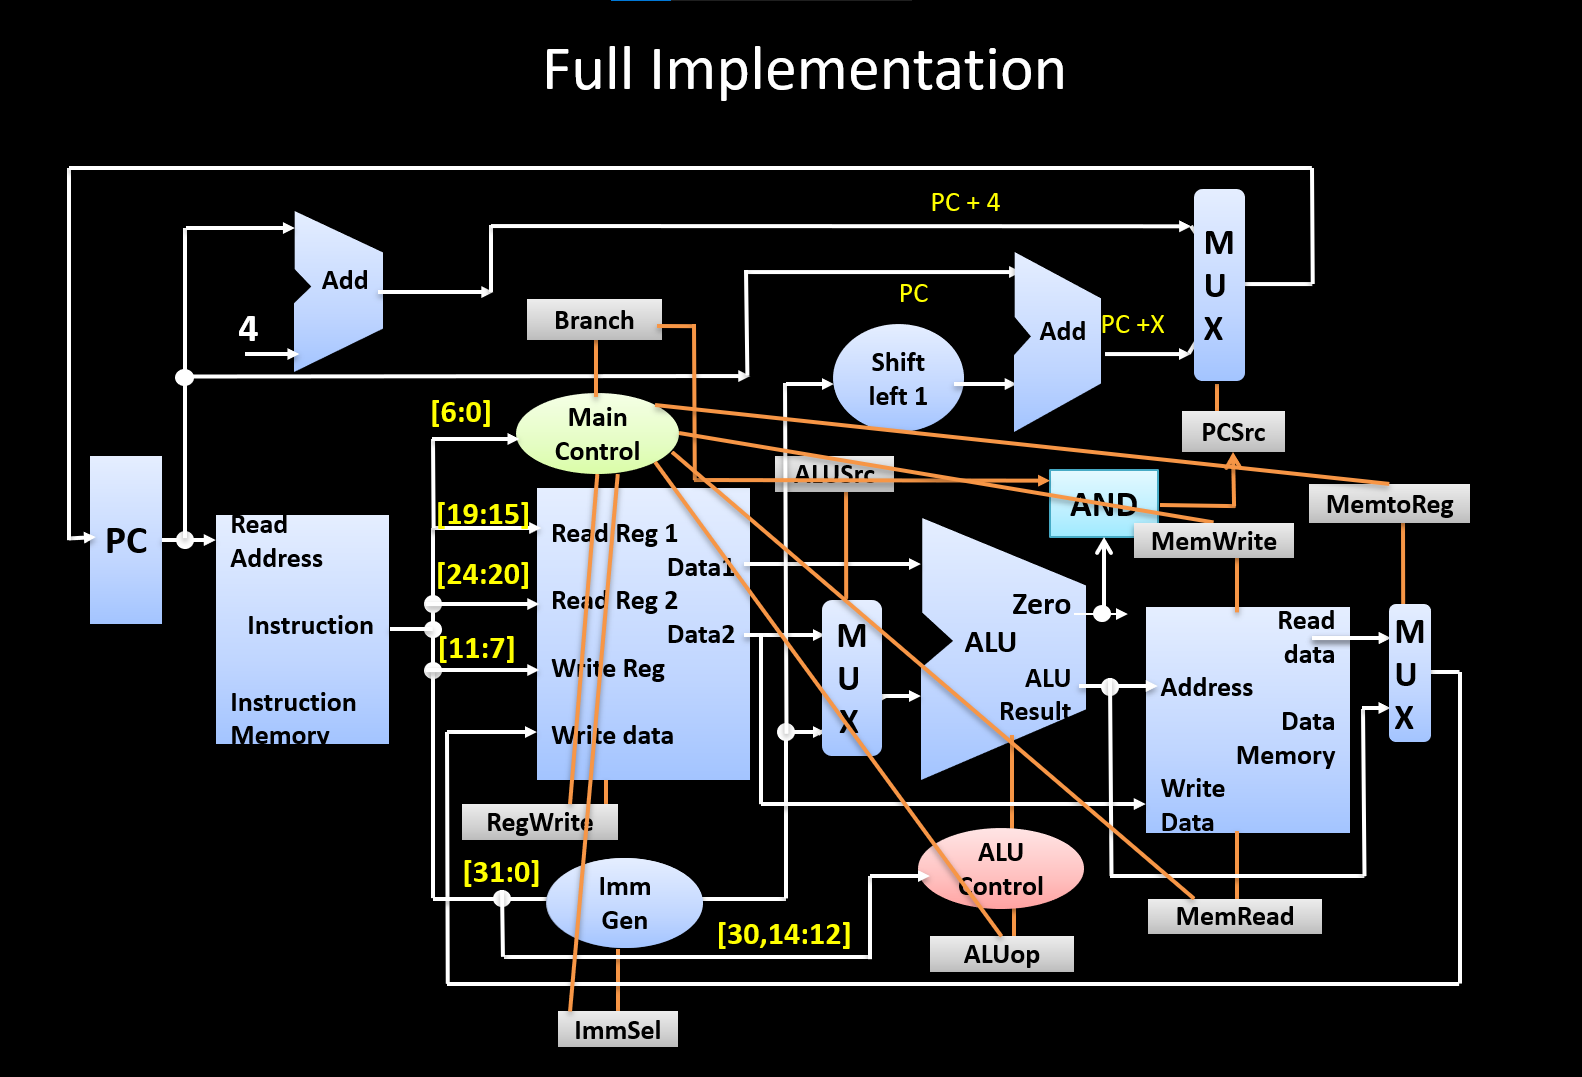 Full Implementation
PC + 4
M
U
X
Add
PC
4
Branch
Shift
left 1
Add
PC +X
[6:0]
Main
Control
PCSrc
ALUSrc
AND
MemtoReg
PC
Read
Address
Instruction
Instruction
Memory
[19:15]
Read Reg 1
Data1
[24:20]
Read Reg 2
Data2
[11:7]
Write Reg
Write data
M
U
X
Zero
ALU
ALU
Result
MemWrite
Read
data
Address
Data
Memory
Write
Data
M
U
X
RegWrite
[31:0]
Imm
Gen
[30,14:12]
ALU
Control
ALUop
MemRead
ImmSel